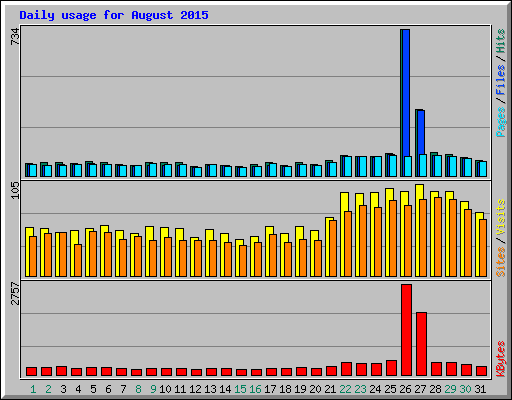 Daily usage for August 2015
734
Pages / Files / Hits
105
Sites / Visits
2757
KBytes
1 2 3 4 5 6 7 8 9 10 11 12 13 14 15 16 17 18 19 20 21 22 23 24 25 26 27 28 29 30 31